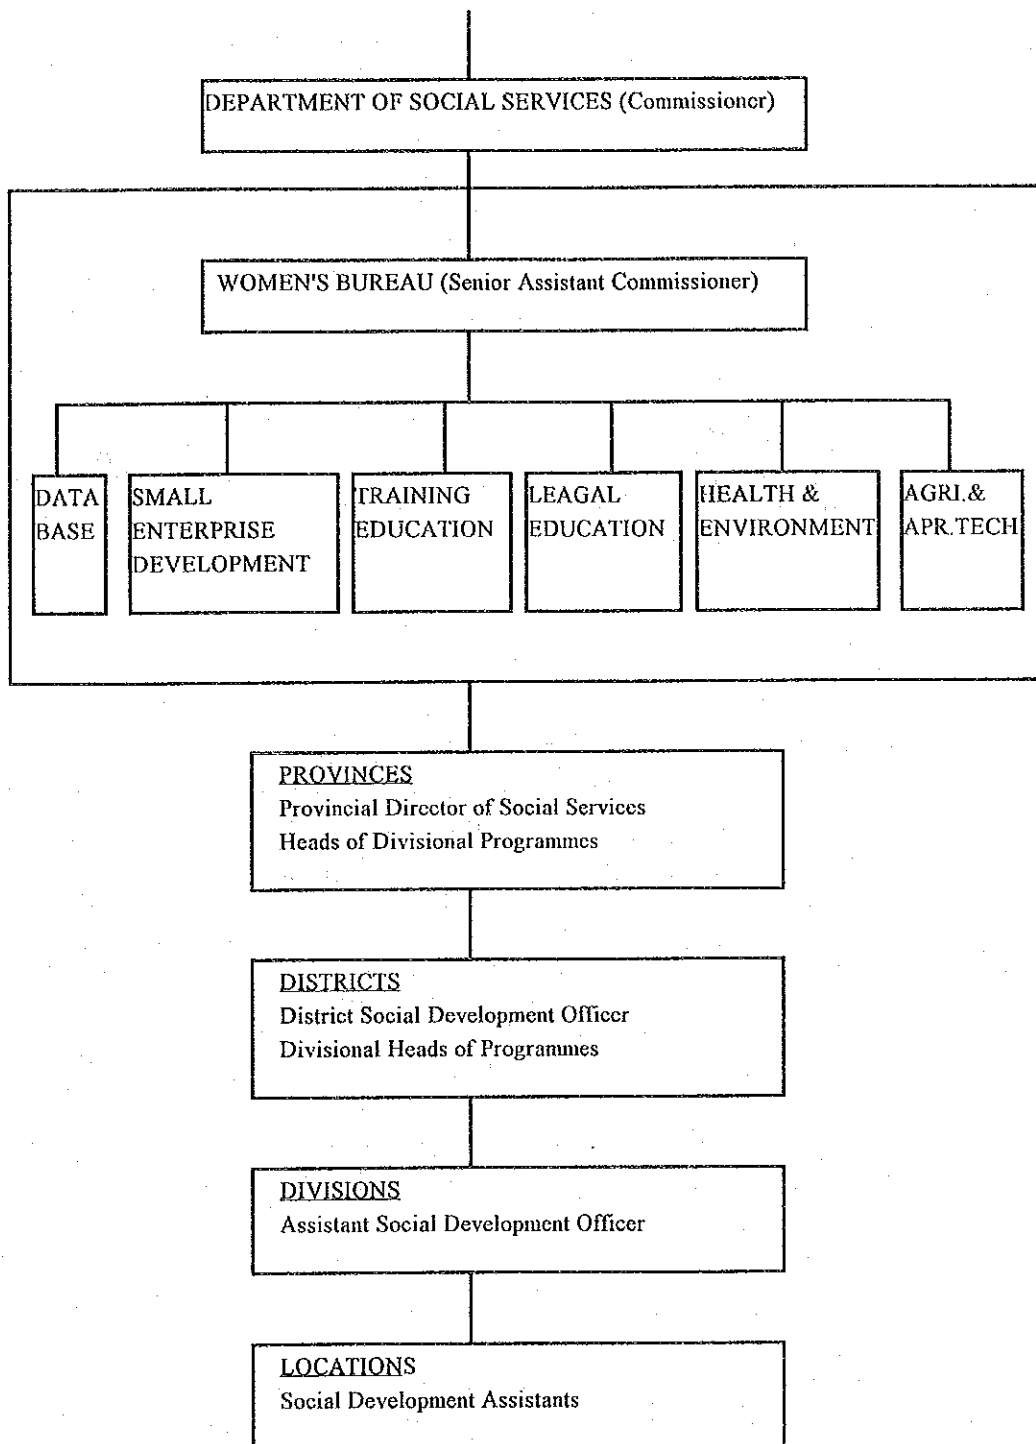 DEPARTMENT OF SOCIAL SERVICES (Commissioner)
WOMEN'S BUREAU (Senior Assistant Commissioner)
DATA
BASE
SMALL
ENTERPRISE
DEVELOPMENT
TRAINING
EDUCATION
LEAGAL
EDUCATION
HEALTH &
ENVIRONMENT
AGRI.&
APR.TECH
PROVINCES
Provincial Director of Social Services
Heads of Divisional Programmes
DISTRICTS
District Social Development Officer
Divisional Heads of Programmes
DIVISIONS
Assistant Social Development Officer
LOCATIONS
Social Development Assistants